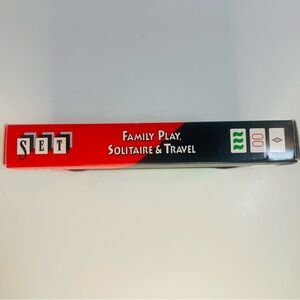 SET
FAMILY PLAY,
SOLITAIRE & TRAVEL